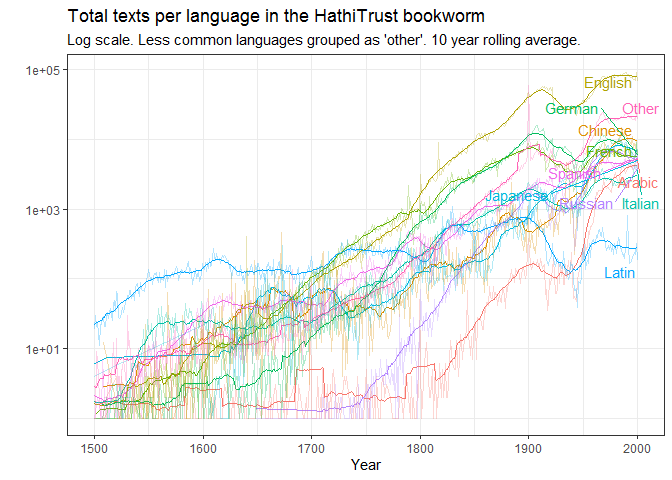 Total texts per language in the HathiTrust bookworm
Log scale. Less common languages grouped as 'other'. 10 year rolling average.
1e+05
English
German
Other
Chinese
French
Spanish
Arabic
Japanese
Russian
Italian
1e+03
Latin
1e+01
1500 1600 1700 1800 1900 2000
Year